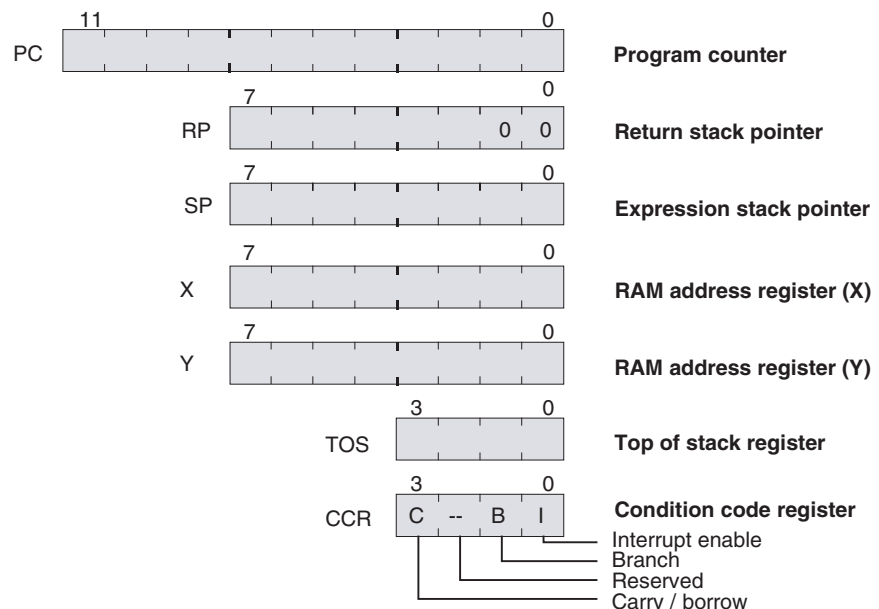 11 0
PC Program counter
7 0
RP 0 0 Return stack pointer
7 0
SP Expression stack pointer
7 0
X RAM address register (X)
7 0
Y RAM address register (Y)
3 0
TOS Top of stack register
3 0
CCR C -- B I Condition code register
Interrupt enable
Branch
Reserved
Carry / borrow